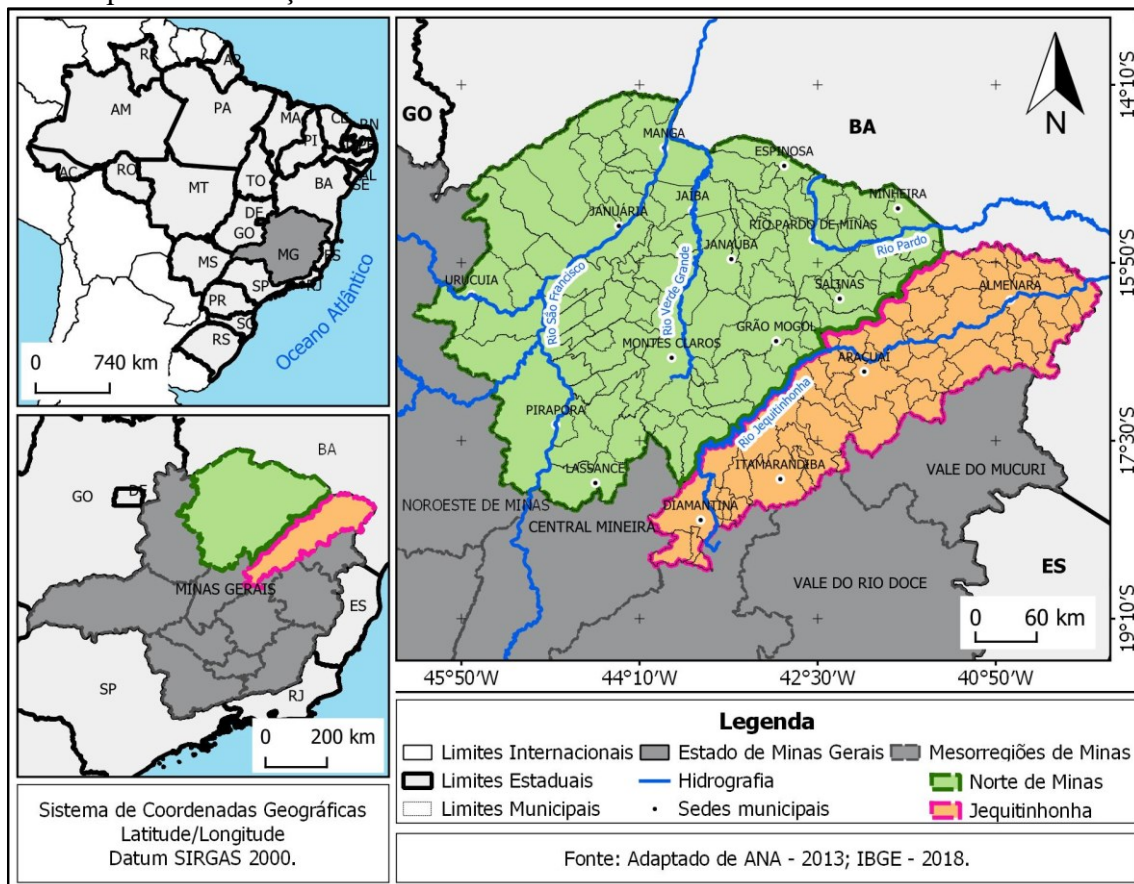 RR
AP
AM
PA
MA
CE
RN
PI
AC
RO
TO
AL
SE
MT
BA
DF
GO
MG
ES
MS
SP
RJ
PR
SC
RS
Oceano Atlântico
0 740 km
BA
GO
DF
MINAS GERAIS
ES
SP
RJ
0 200 km
Sistema de Coordenadas Geográficas
Latitude/Longitude
Datum SIRGAS 2000.
GO
BA
N
MANGA
ESPINOSA
JAÍBA
NINHEIRA
JANUÁRIA
RIO PARDO DE MINAS
JANAÚBA
Rio Pardo
URUCUIA
Rio São Francisco
Rio Verde Grande
SALINAS
ALMENARA
GRÃO MOGOL
MONTES CLAROS
ARAÇUAÍ
Rio Jequitinhonha
PIRAPORA
LASSANCE
ITAMARANDIBA
VALE DO MUCURI
NOROESTE DE MINAS
DIAMANTINA
CENTRAL MINEIRA
VALE DO RIO DOCE
ES
0 60 km
14°10'S
15°50'S
17°30'S
19°10'S
45°50'W 44°10'W 42°30'W 40°50'W
Legenda
Limites Internacionais Estado de Minas Gerais Mesorregiões de Minas
Limites Estaduais Hidrografia Norte de Minas
Limites Municipais Sedes municipais Jequitinhonha
Fonte: Adaptado de ANA - 2013; IBGE - 2018.